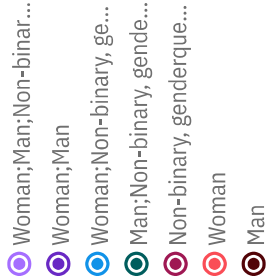 Woman;Man;Non-binar...
Woman;Man
Woman;Non-binary, ge...
Man;Non-binary, gende...
Non-binary, genderque...
Woman
Man